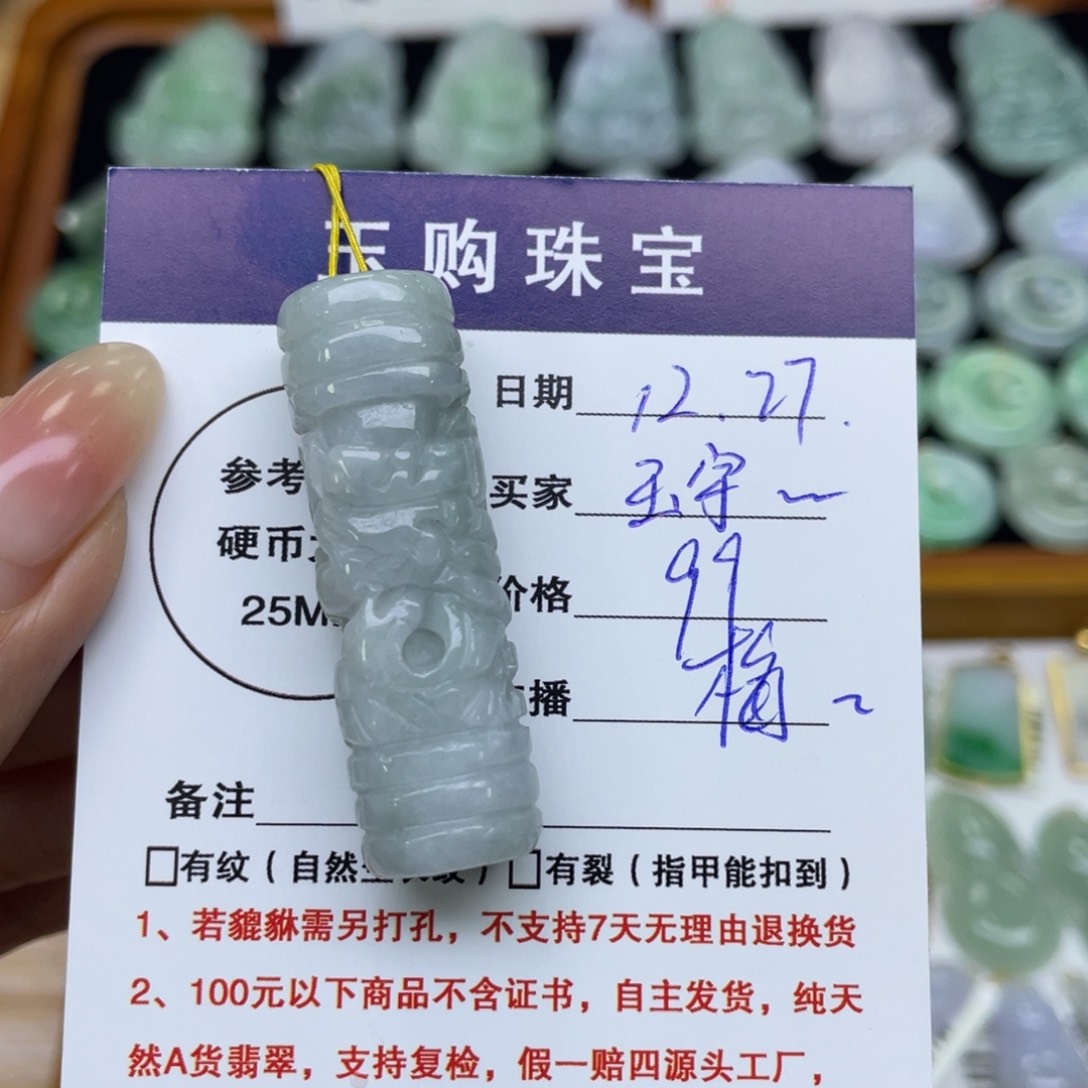 玉购珠宝
日期 12.27.
参考
买家 玉宇~
硬币
价格 99
25M
播
备注
□有纹(自然生长纹) □有裂(指甲能扣到)
1、若貔貅需另打孔,不支持7天无理由退换货
2、100元以下商品不含证书,自主发货,纯天
然A货翡翠,支持复检,假一赔四源头工厂,